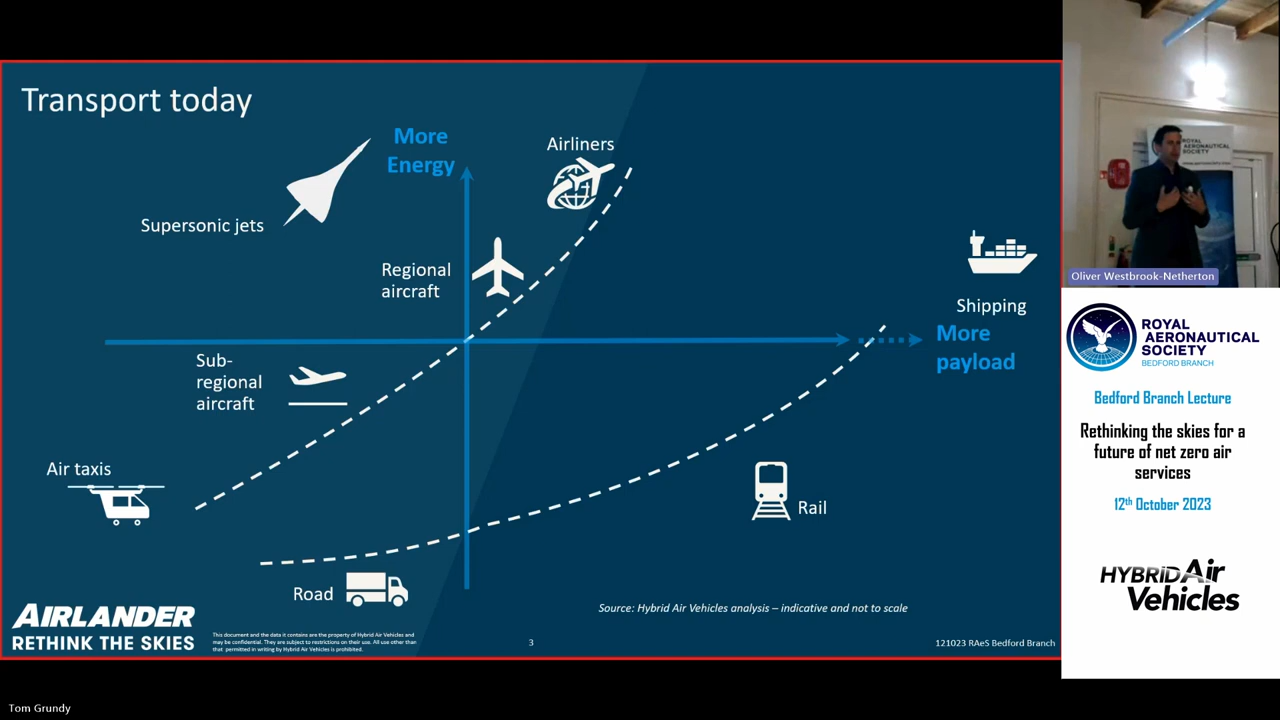 Transport today
More
Energy
Airliners
Supersonic jets
Regional
aircraft
Shipping
More
payload
Sub-
regional
aircraft
Air taxis
Rail
Road
Source: Hybrid Air Vehicles analysis – indicative and not to scale
AIRLANDER
RETHINK THE SKIES
This document and the data it contains are the property of Hybrid Air Vehicles and
may be confidential. They are subject to restrictions on their use. All use other than
that permitted in writing by Hybrid Air Vehicles is prohibited.
3
121023 RAeS Bedford Branch
ROYAL
AERONAUTICAL
SOCIETY
Oliver Westbrook-Netherton
ROYAL
AERONAUTICAL
SOCIETY
BEDFORD BRANCH
Bedford Branch Lecture
Rethinking the skies for a
future of net zero air
services
12th October 2023
HYBRID Air
Vehicles
Tom Grundy